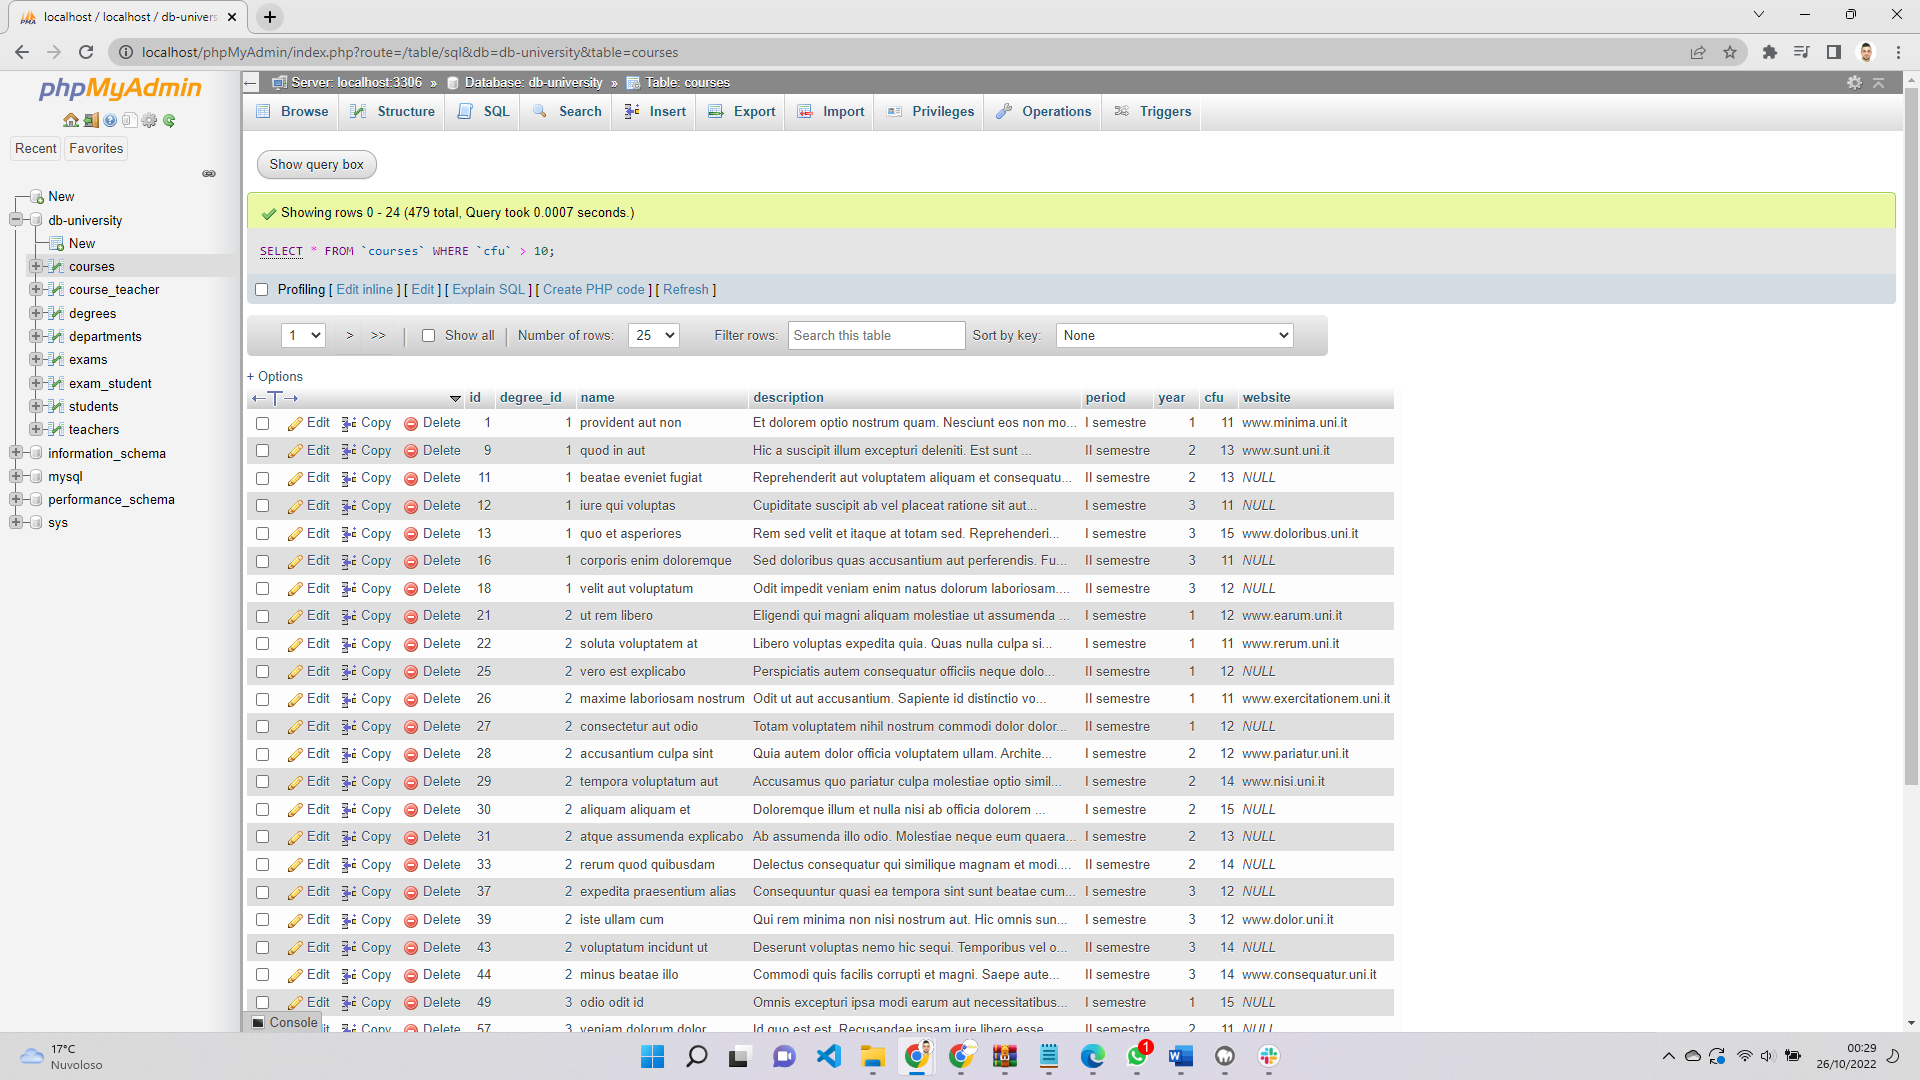 localhost / localhost / db-univers
localhost/phpMyAdmin/index.php?route=/table/sql&db=db-university&table=courses
phpMyAdmin
Recent Favorites
New
db-university
New
courses
course_teacher
degrees
departments
exams
exam_student
students
teachers
information_schema
mysql
performance_schema
sys
Server: localhost:3306 » Database: db-university » Table: courses
Browse Structure SQL Search Insert Export Import Privileges Operations Triggers
Show query box
Showing rows 0 - 24 (479 total, Query took 0.0007 seconds.)
SELECT * FROM `courses` WHERE `cfu` > 10;
Profiling [ Edit inline ] [ Edit ] [ Explain SQL ] [ Create PHP code ] [ Refresh ]
1 > >> | Show all | Number of rows: 25 Filter rows: Search this table Sort by key: None
+ Options
←T→ id degree_id name description period year cfu website
Edit Copy Delete 1 1 provident aut non Et dolorem optio nostrum quam. Nesciunt eos non mo... I semestre 1 11 www.minima.uni.it
Edit Copy Delete 9 1 quod in aut Hic a suscipit illum excepturi deleniti. Est sunt ... II semestre 2 13 www.sunt.uni.it
Edit Copy Delete 11 1 beatae eveniet fugiat Reprehenderit aut voluptatem aliquam et consequatu... II semestre 2 13 NULL
Edit Copy Delete 12 1 iure qui voluptas Cupiditate suscipit ab vel placeat ratione sit aut... I semestre 3 11 NULL
Edit Copy Delete 13 1 quo et asperiores Rem sed velit et itaque at totam sed. Reprehenderi... I semestre 3 15 www.doloribus.uni.it
Edit Copy Delete 16 1 corporis enim doloremque Sed doloribus quas accusantium aut perferendis. Fu... II semestre 3 11 NULL
Edit Copy Delete 18 1 velit aut voluptatum Odit impedit veniam enim natus dolorum laboriosam.... II semestre 3 12 NULL
Edit Copy Delete 21 2 ut rem libero Eligendi qui magni aliquam molestiae ut assumenda ... I semestre 1 12 www.earum.uni.it
Edit Copy Delete 22 2 soluta voluptatem at Libero voluptas expedita quia. Quas nulla culpa si... I semestre 1 11 www.rerum.uni.it
Edit Copy Delete 25 2 vero est explicabo Perspiciatis autem consequatur officiis neque dolo... II semestre 1 12 NULL
Edit Copy Delete 26 2 maxime laboriosam nostrum Odit ut aut accusantium. Sapiente id distinctio vo... II semestre 1 11 www.exercitationem.uni.it
Edit Copy Delete 27 2 consectetur aut odio Totam voluptatem nihil nostrum commodi dolor dolor... II semestre 1 12 NULL
Edit Copy Delete 28 2 accusantium culpa sint Quia autem dolor officia voluptatem ullam. Archite... I semestre 2 12 www.pariatur.uni.it
Edit Copy Delete 29 2 tempora voluptatum aut Accusamus quo pariatur culpa molestiae optio simil... I semestre 2 14 www.nisi.uni.it
Edit Copy Delete 30 2 aliquam aliquam et Doloremque illum et nulla nisi ab officia dolorem ... I semestre 2 15 NULL
Edit Copy Delete 31 2 atque assumenda explicabo Ab assumenda illo odio. Molestiae neque eum quaera... I semestre 2 13 NULL
Edit Copy Delete 33 2 rerum quod quibusdam Delectus consequatur qui similique magnam et modi.... II semestre 2 14 NULL
Edit Copy Delete 37 2 expedita praesentium alias Consequuntur quasi ea tempora sint sunt beatae cum... I semestre 3 12 NULL
Edit Copy Delete 39 2 iste ullam cum Qui rem minima non nisi nostrum aut. Hic omnis sun... I semestre 3 12 www.dolor.uni.it
Edit Copy Delete 43 2 voluptatum incidunt ut Deserunt voluptas nemo hic sequi. Temporibus vel o... II semestre 3 14 NULL
Edit Copy Delete 44 2 minus beatae illo Commodi quis facilis corrupti et magni. Saepe aute... II semestre 3 14 www.consequatur.uni.it
Edit Copy Delete 49 3 odio odit id Omnis excepturi ipsa modi earum aut necessitatibus... I semestre 1 15 NULL
Copy Delete 57 3 veniam dolorum dolor Id quo est est. Recusandae ipsam iure libero esse II semestre 2 11 NULL
Console
17°C
Nuvoloso
1
00:29
26/10/2022